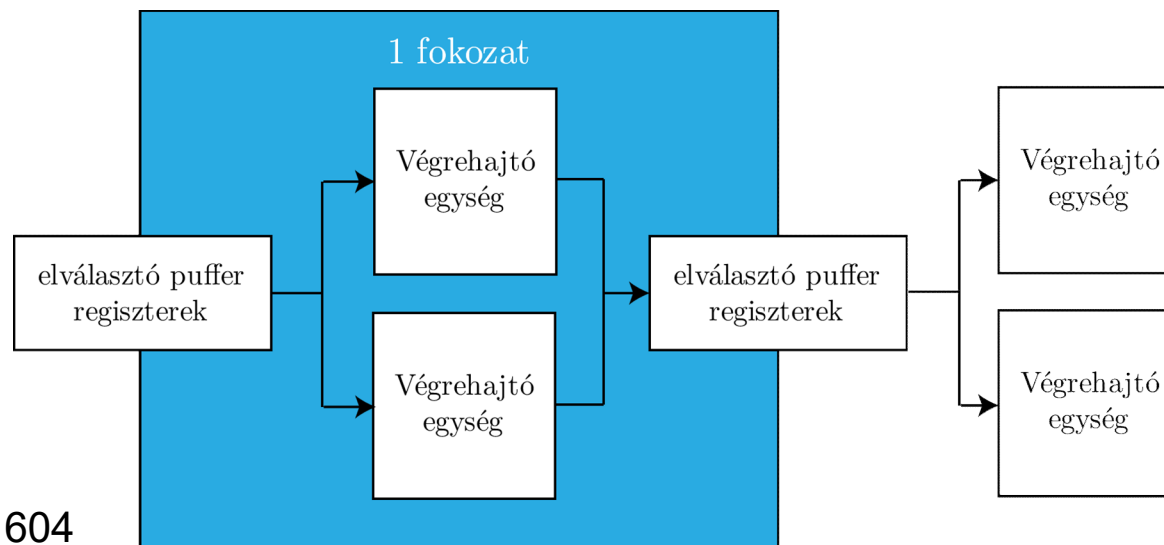 1 fokozat
Végrehajtó
egység
Végrehajtó
egység
elválasztó puffer
regiszterek
elválasztó puffer
regiszterek
Végrehajtó
egység
Végrehajtó
egység
604